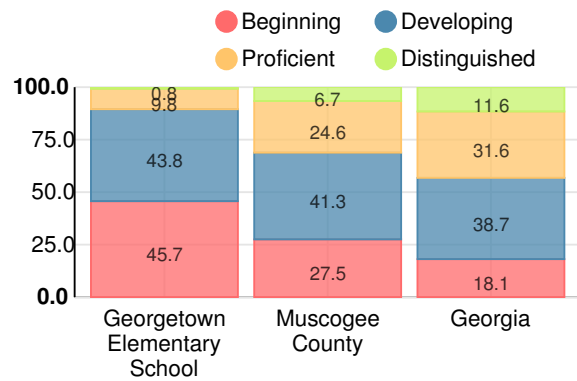 Beginning Developing
Proficient Distinguished
100.0
75.0
50.0
25.0
0.0
0.8
9.8
43.8
45.7
6.7
24.6
41.3
27.5
11.6
31.6
38.7
18.1
Georgetown
Elementary
School
Muscogee
County
Georgia